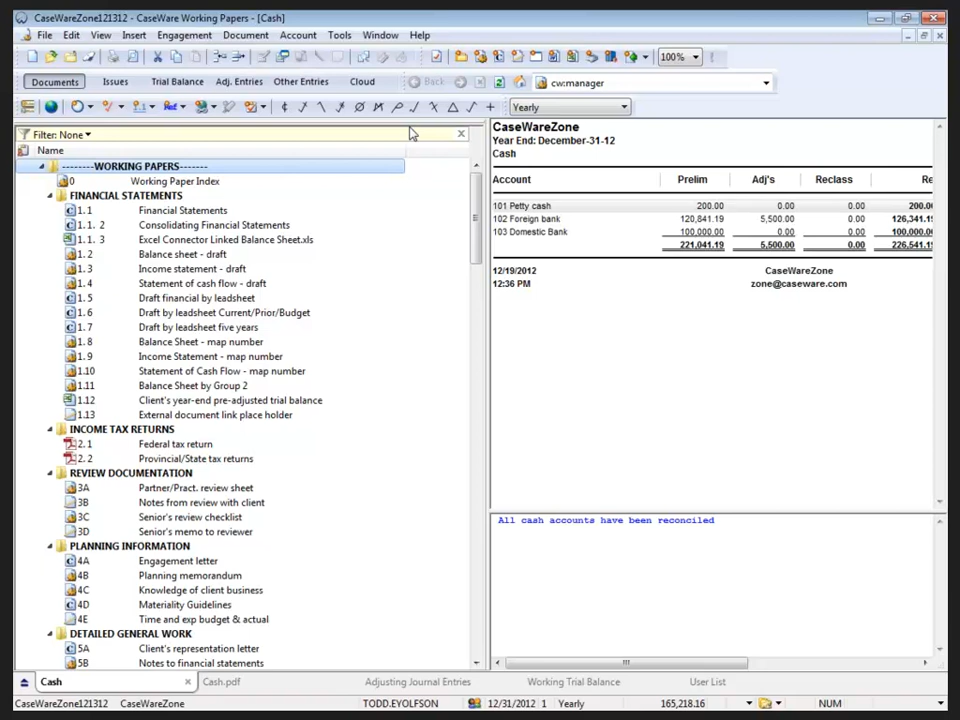 CaseWareZone121312 - CaseWare Working Papers - [Cash]
File Edit View Insert Engagement Document Account Tools Window Help
100%
Documents Issues Trial Balance Adj. Entries Other Entries Cloud Back cw:manager
Yearly
Filter: None
Name
--------WORKING PAPERS-------
0 Working Paper Index
FINANCIAL STATEMENTS
1. 1 Financial Statements
1.1. 2 Consolidating Financial Statements
1.1. 3 Excel Connector Linked Balance Sheet.xls
1. 2 Balance sheet - draft
1. 3 Income statement - draft
1. 4 Statement of cash flow - draft
1. 5 Draft financial by leadsheet
1. 6 Draft by leadsheet Current/Prior/Budget
1. 7 Draft by leadsheet five years
1. 8 Balance Sheet - map number
1. 9 Income Statement - map number
1.10 Statement of Cash Flow - map number
1.11 Balance Sheet by Group 2
1.12 Client's year-end pre-adjusted trial balance
1.13 External document link place holder
INCOME TAX RETURNS
2. 1 Federal tax return
2. 2 Provincial/State tax returns
REVIEW DOCUMENTATION
3A Partner/Pract. review sheet
3B Notes from review with client
3C Senior's review checklist
3D Senior's memo to reviewer
PLANNING INFORMATION
4A Engagement letter
4B Planning memorandum
4C Knowledge of client business
4D Materiality Guidelines
4E Time and exp budget & actual
DETAILED GENERAL WORK
5A Client's representation letter
5B Notes to financial statements
CaseWareZone
Year End: December-31-12
Cash
Account Prelim Adj's Reclass Re
101 Petty cash 200.00 0.00 0.00 200.0
102 Foreign bank 120,841.19 5,500.00 0.00 126,341.1
103 Domestic Bank 100,000.00 0.00 0.00 100,000.0
221,041.19 5,500.00 0.00 226,541.1
12/19/2012 CaseWareZone
12:36 PM zone@caseware.com
All cash accounts have been reconciled
Cash Cash.pdf Adjusting Journal Entries Working Trial Balance User List
CaseWareZone121312 CaseWareZone TODD.EYOLFSON 12/31/2012 1 Yearly 165,218.16 NUM